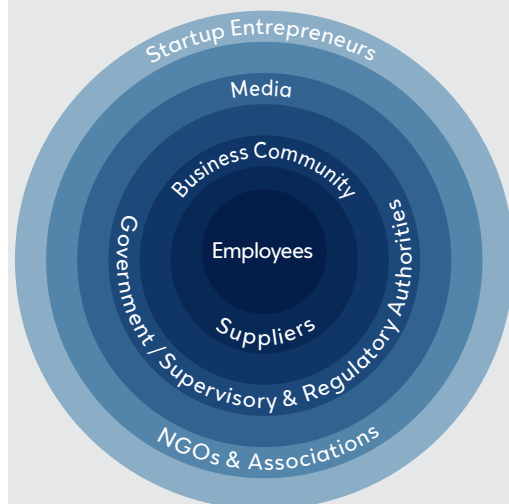 Startup Entrepreneurs
Media
Business Community
Employees
Suppliers
Government / Supervisory & Regulatory Authorities
NGOs & Associations